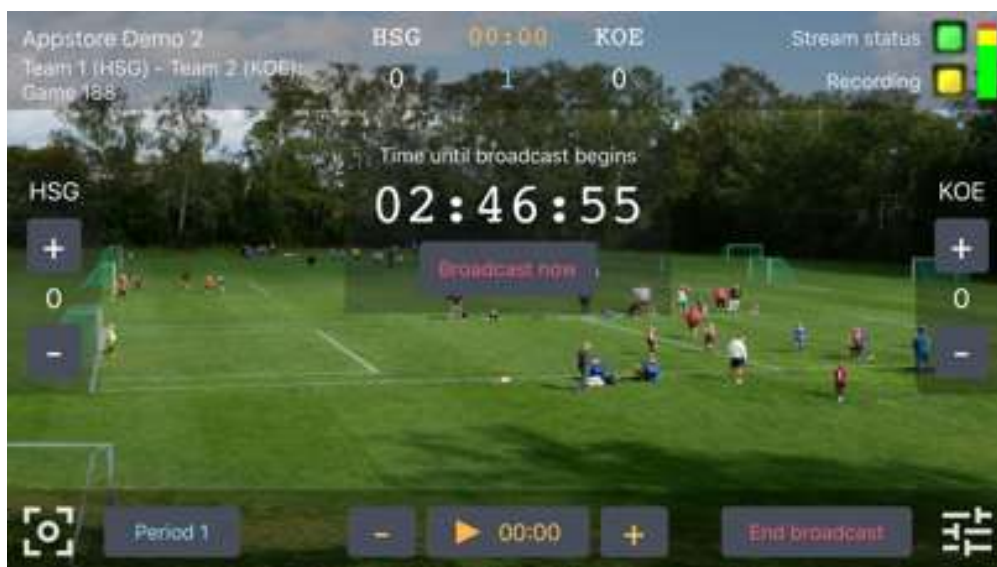 Appstore Demo 2
Team 1 (HSG) - Team 2 (KOE):
Game 188
HSG 00:00 KOE
0 1 0
Stream status
Recording
Time until broadcast begins
02:46:55
Broadcast now
HSG
+
0
-
KOE
+
0
-
Period 1
- 00:00 +
End broadcast